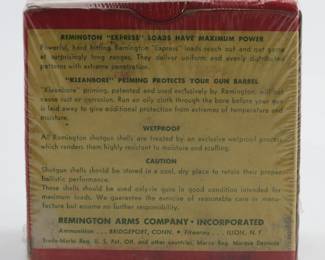 REMINGTON "EXPRESS" LOADS HAVE MAXIMUM POWER
Powerful, hard hitting Remington "Express" loads reach out and get game
at surprisingly long ranges. They deliver uniform and evenly distributed
patterns with extreme penetration.
"KLEANBORE" PRIMING PROTECTS YOUR GUN BARREL
"Kleanbore" priming, patented and used exclusively by Remington, will not
cause rust or corrosion. Run an oily cloth through the bore before your gun
is laid away to give additional protection from extremes of temperature and
moisture.
WETPROOF
All Remington shotgun shells are treated by an exclusive wetproof process
which renders them highly resistant to moisture and scuffing.
CAUTION
Shotgun shells should be stored in a cool, dry place to retain their proper
ballistic performance.
These shells should be used only in guns in good condition intended for
maximum loads. We guarantee the exercise of reasonable care in manu-
facture but assume no further responsibility.
REMINGTON ARMS COMPANY • INCORPORATED
Ammunition BRIDGEPORT, CONN. • Firearms ILION, N. Y.
Trade-Marks Reg. U. S. Pat. Off. and other countries. Marca Reg. Marque Deposée